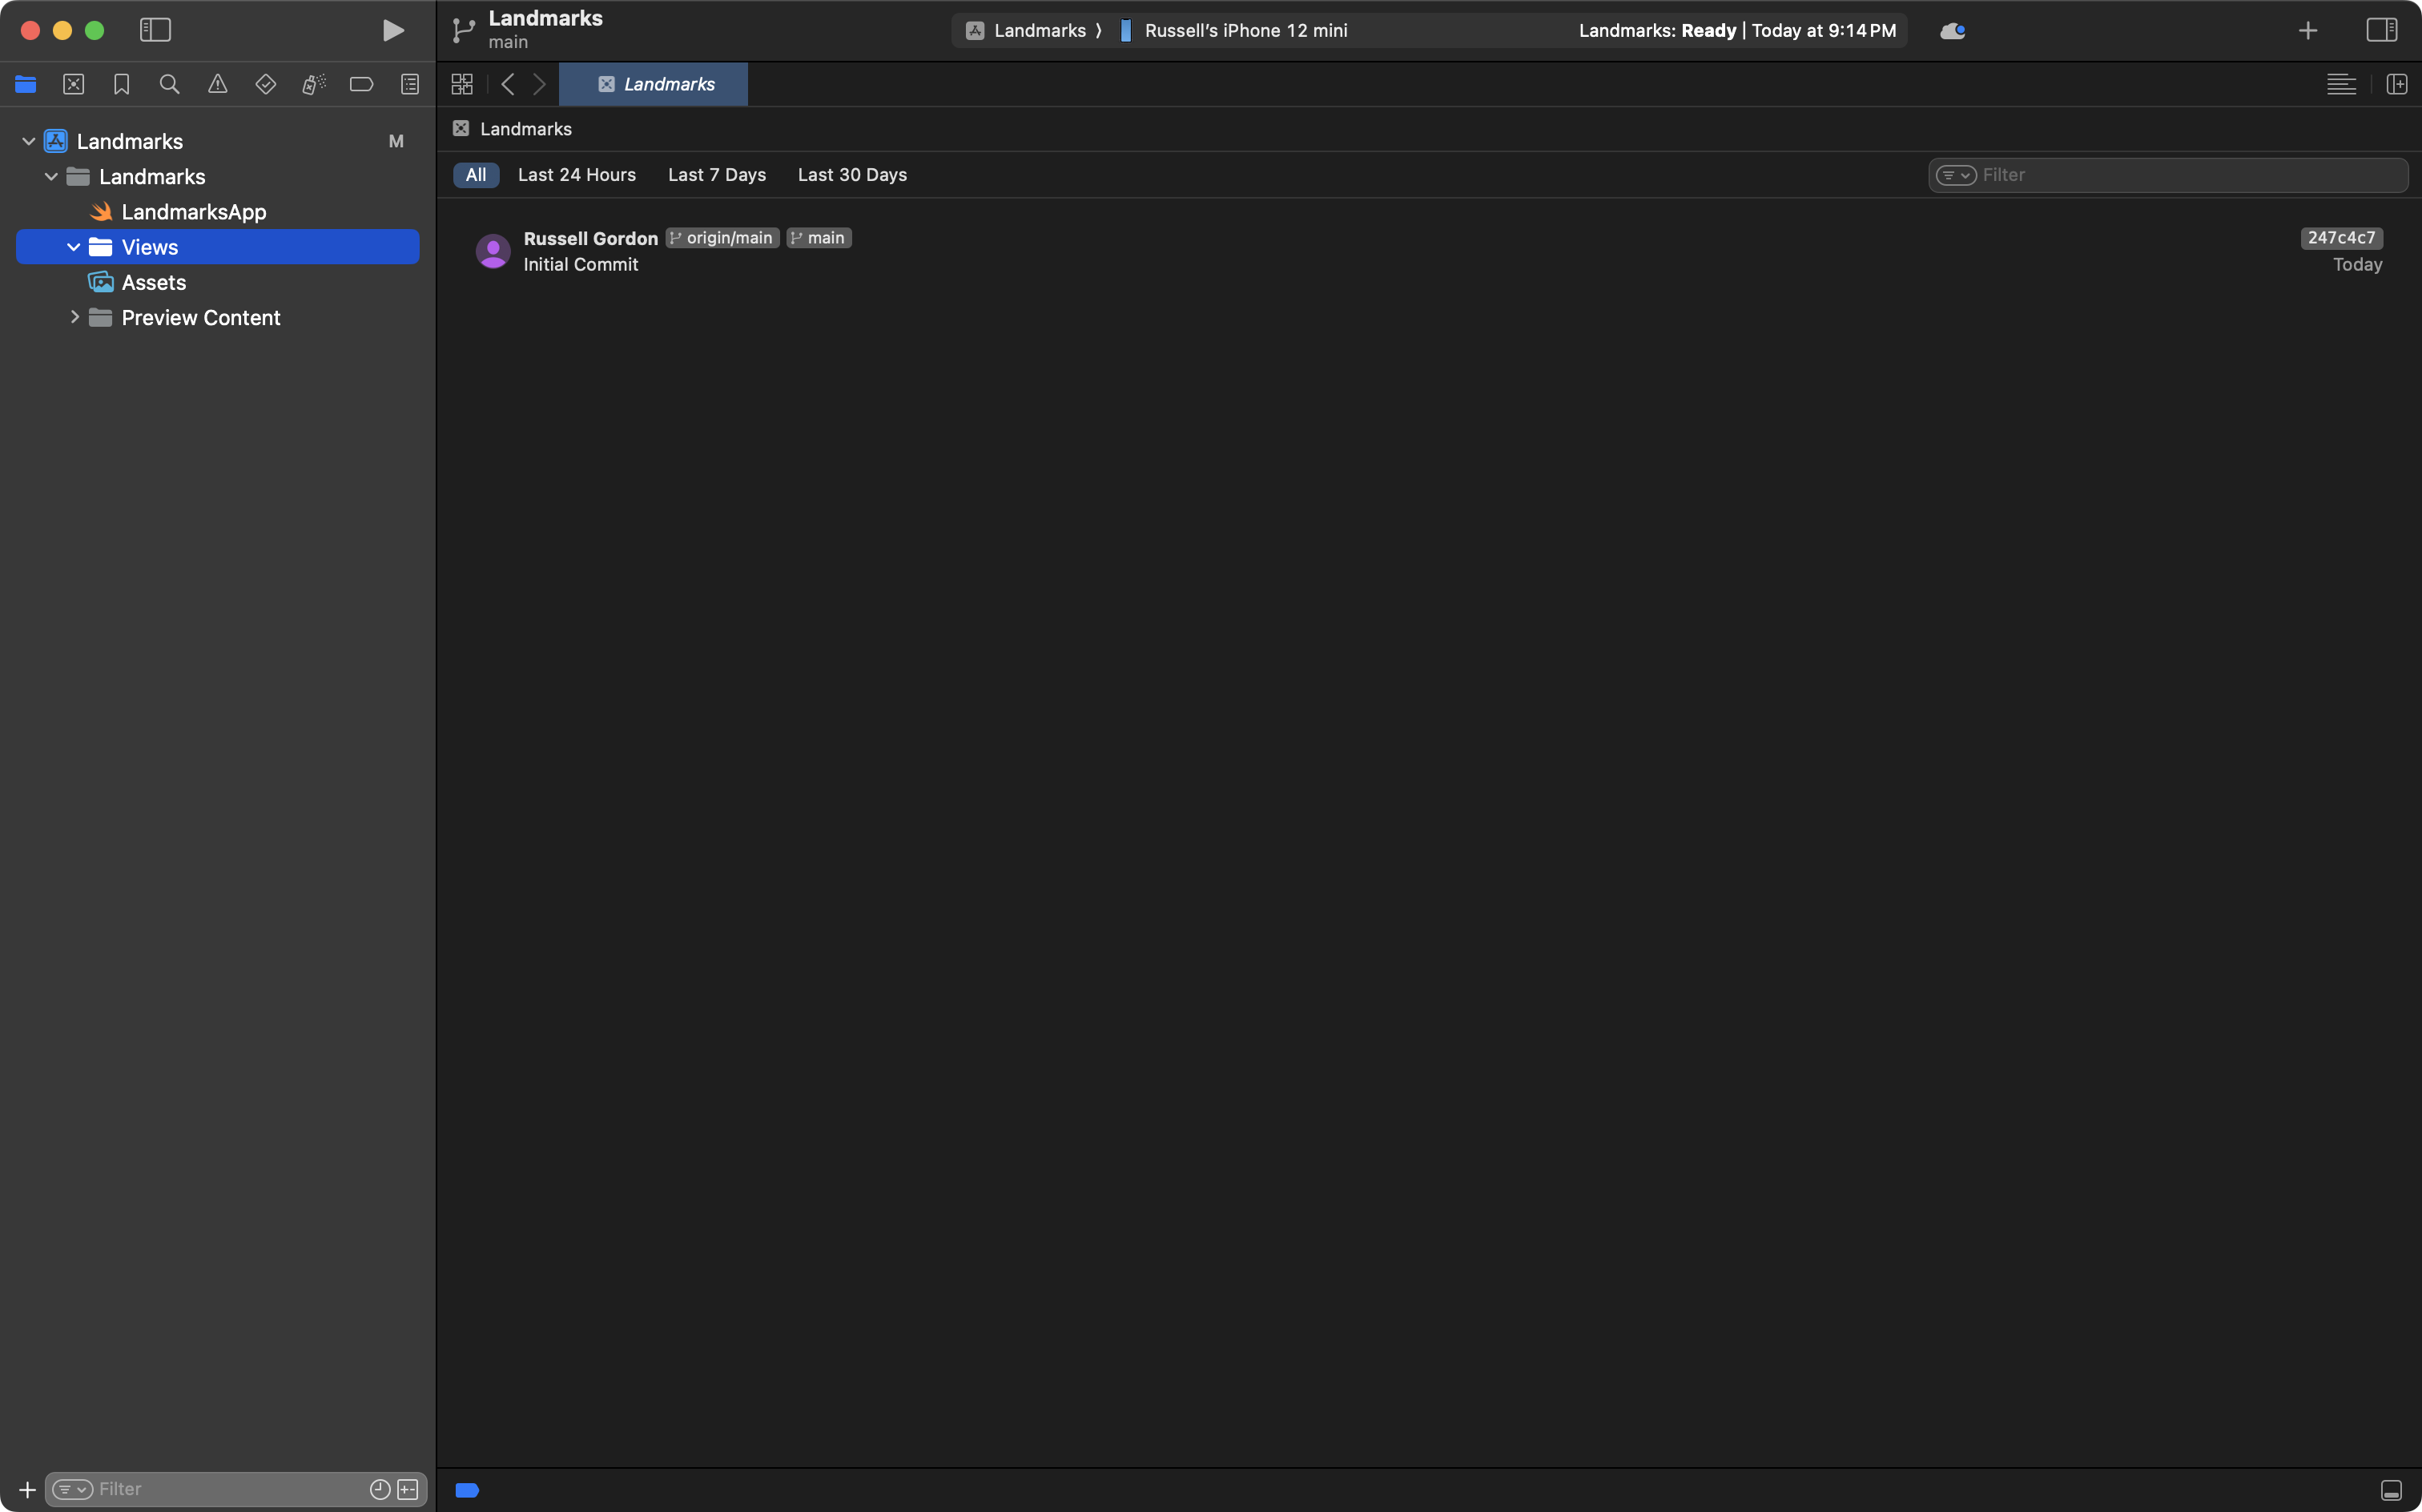 Landmarks
main
Landmarks ⟩ Russell’s iPhone 12 mini
Landmarks: Ready | Today at 9:14 PM
Landmarks
Landmarks
Landmarks M
Landmarks
LandmarksApp
Views
Assets
Preview Content
All Last 24 Hours Last 7 Days Last 30 Days
Filter
Russell Gordon origin/main main
Initial Commit
247c4c7
Today
Filter